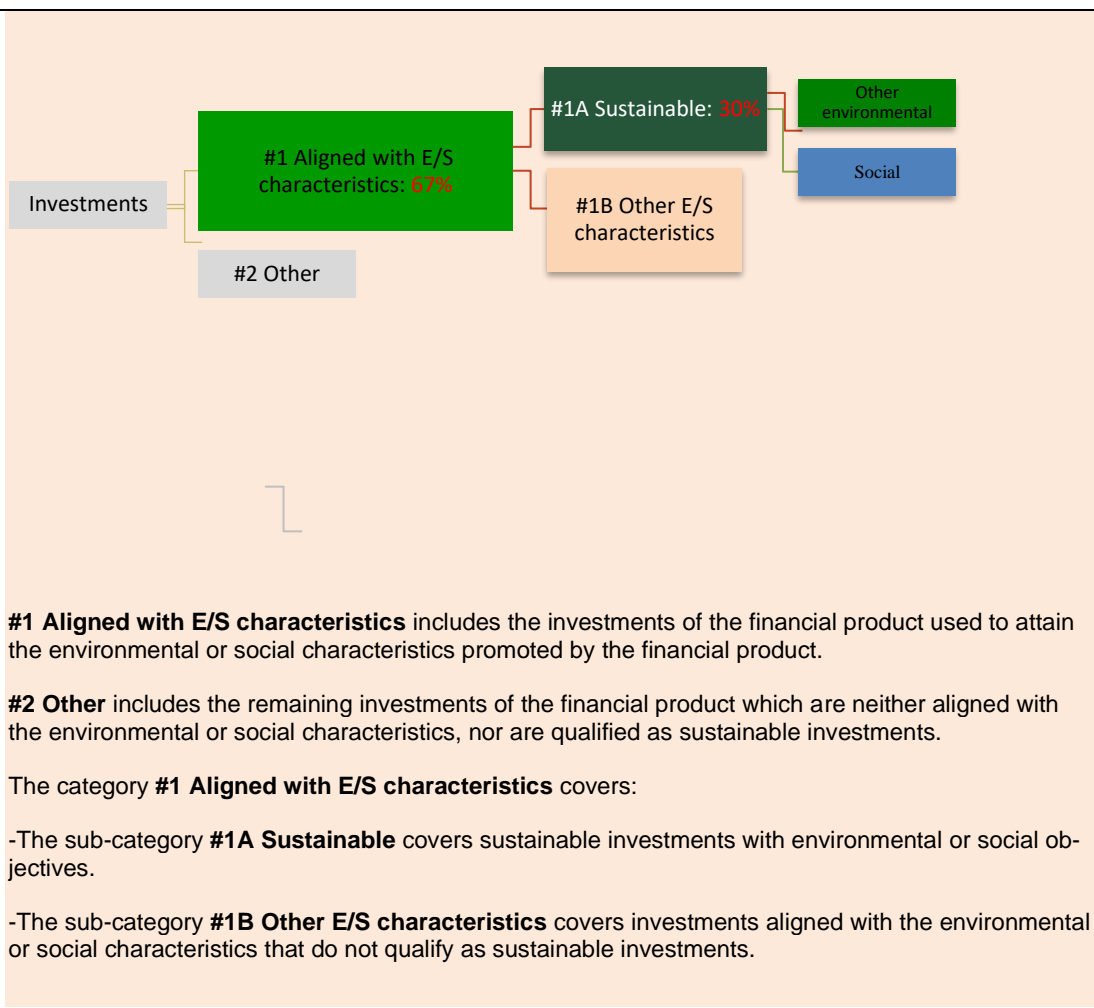 Investments
#1 Aligned with E/S
characteristics: 67%
#2 Other
#1A Sustainable: 30%
#1B Other E/S
characteristics
Other
environmental
Social
#1 Aligned with E/S characteristics includes the investments of the financial product used to attain
the environmental or social characteristics promoted by the financial product.
#2 Other includes the remaining investments of the financial product which are neither aligned with
the environmental or social characteristics, nor are qualified as sustainable investments.
The category #1 Aligned with E/S characteristics covers:
-The sub-category #1A Sustainable covers sustainable investments with environmental or social ob-
jectives.
-The sub-category #1B Other E/S characteristics covers investments aligned with the environmental
or social characteristics that do not qualify as sustainable investments.